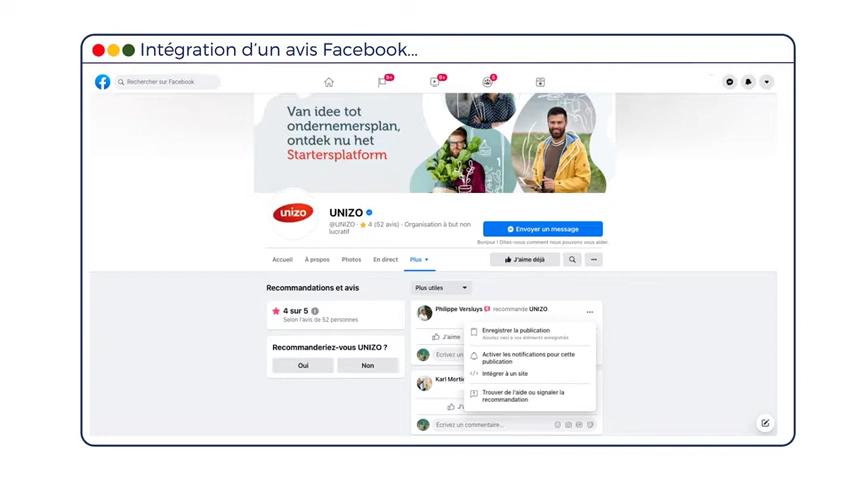 Intégration d'un avis Facebook...
Rechercher sur Facebook
9+
9+
6
Van idee tot
ondernemersplan,
ontdek nu het
Startersplatform
unizo
UNIZO
@UNIZO · 4 (52 avis) · Organisation à but non
lucratif
Envoyer un message
Bonjour ! Dites-nous comment nous pouvons vous aider.
Accueil
À propos
Photos
En direct
Plus
J'aime déjà
Recommandations et avis
Plus utiles
4 sur 5
Selon l'avis de 52 personnes
Recommanderiez-vous UNIZO ?
Oui
Non
Philippe Versluys recommande UNIZO.
J'aime
Enregistrer la publication
Ajoutez ceci à vos éléments enregistrés
Activer les notifications pour cette
publication
Intégrer à un site
Trouver de l'aide ou signaler la
recommandation
Écrivez un commentaire...